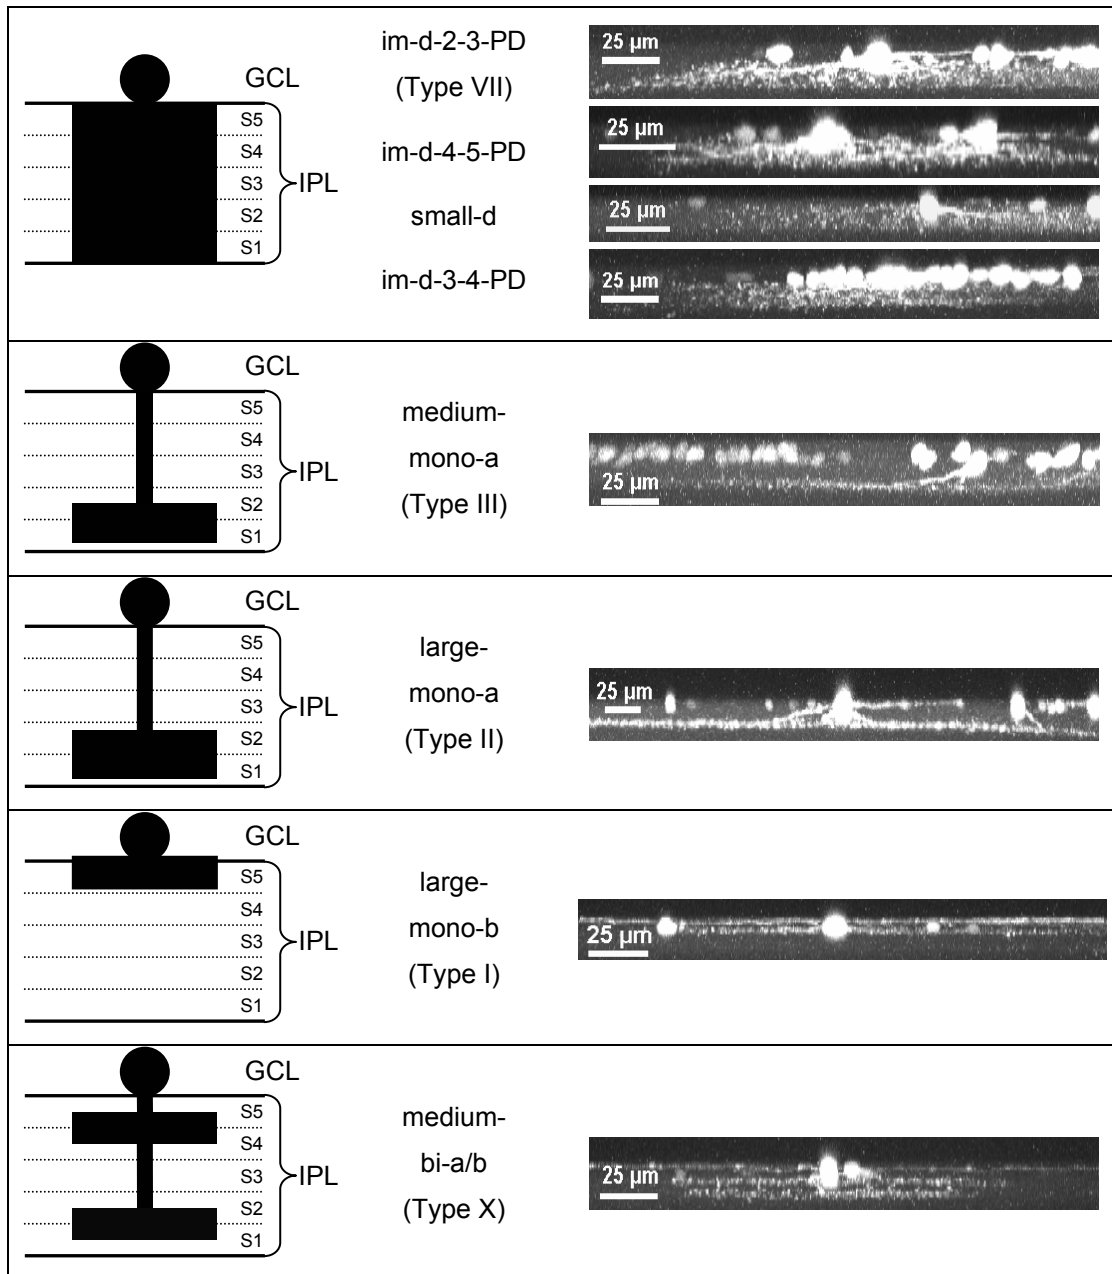 GCL
S5
S4
S3
S2
S1
IPL
im-d-2-3-PD
(Type VII)
im-d-4-5-PD
small-d
im-d-3-4-PD
25 µm
25 µm
25 µm
25 µm
GCL
S5
S4
S3
S2
S1
IPL
medium-
mono-a
(Type III)
25 µm
GCL
S5
S4
S3
S2
S1
IPL
large-
mono-a
(Type II)
25 µm
GCL
S5
S4
S3
S2
S1
IPL
large-
mono-b
(Type I)
25 µm
GCL
S5
S4
S3
S2
S1
IPL
medium-
bi-a/b
(Type X)
25 µm